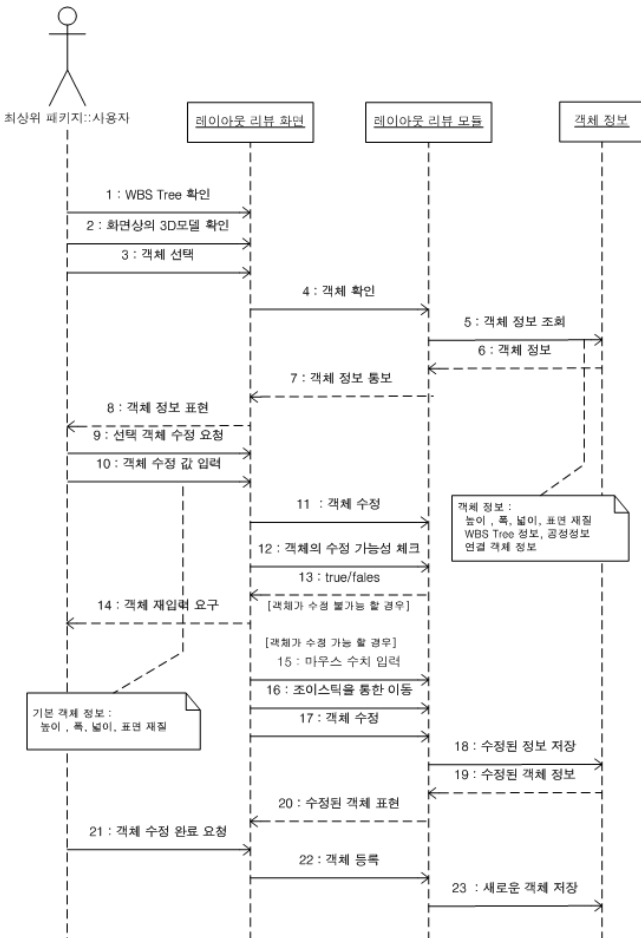 최상위 패키지::사용자
레이아웃 리뷰 화면
레이아웃 리뷰 모듈
객체 정보
1 : WBS Tree 확인
2 : 화면상의 3D모델 확인
3 : 객체 선택
4 : 객체 확인
5 : 객체 정보 조회
6 : 객체 정보
7 : 객체 정보 통보
8 : 객체 정보 표현
9 : 선택 객체 수정 요청
10 : 객체 수정 값 입력
객체 정보 :
높이 , 폭, 넓이, 표면 재질
WBS Tree 정보, 공정정보
연결 객체 정보
11 : 객체 수정
12 : 객체의 수정 가능성 체크
13 : true/fales
[객체가 수정 불가능 할 경우]
14 : 객체 재입력 요구
[객체가 수정 가능 할 경우]
15 : 마우스 수치 입력
16 : 조이스틱을 통한 이동
17 : 객체 수정
기본 객체 정보 :
높이 , 폭, 넓이, 표면 재질
18 : 수정된 정보 저장
19 : 수정된 객체 정보
20 : 수정된 객체 표현
21 : 객체 수정 완료 요청
22 : 객체 등록
23 : 새로운 객체 저장